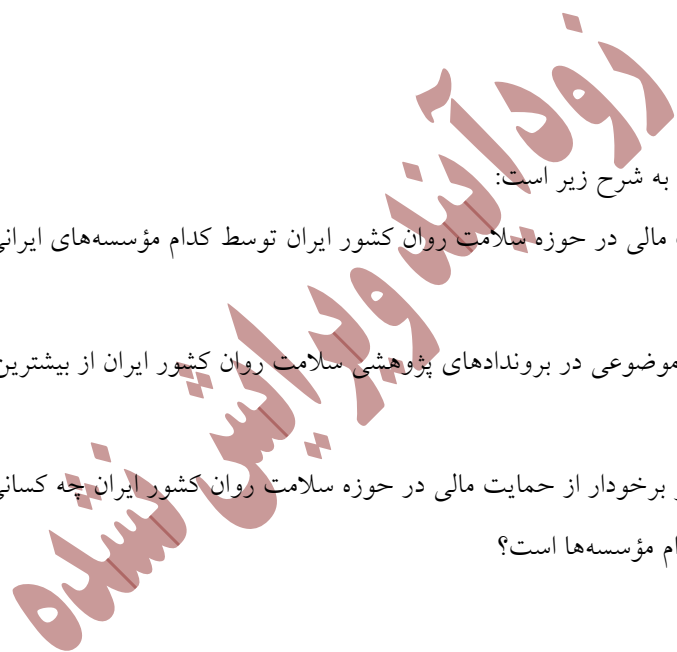 به شرح زیر است:
مالی در حوزه سلامت روان کشور ایران توسط کدام مؤسسه‌های ایرانی
موضوعی در بروندادهای پژوهشی سلامت روان کشور ایران از بیشترین
برخودار از حمایت مالی در حوزه سلامت روان کشور ایران چه کسانی
ام مؤسسه‌ها است؟
زودآیند ویرایش نشده